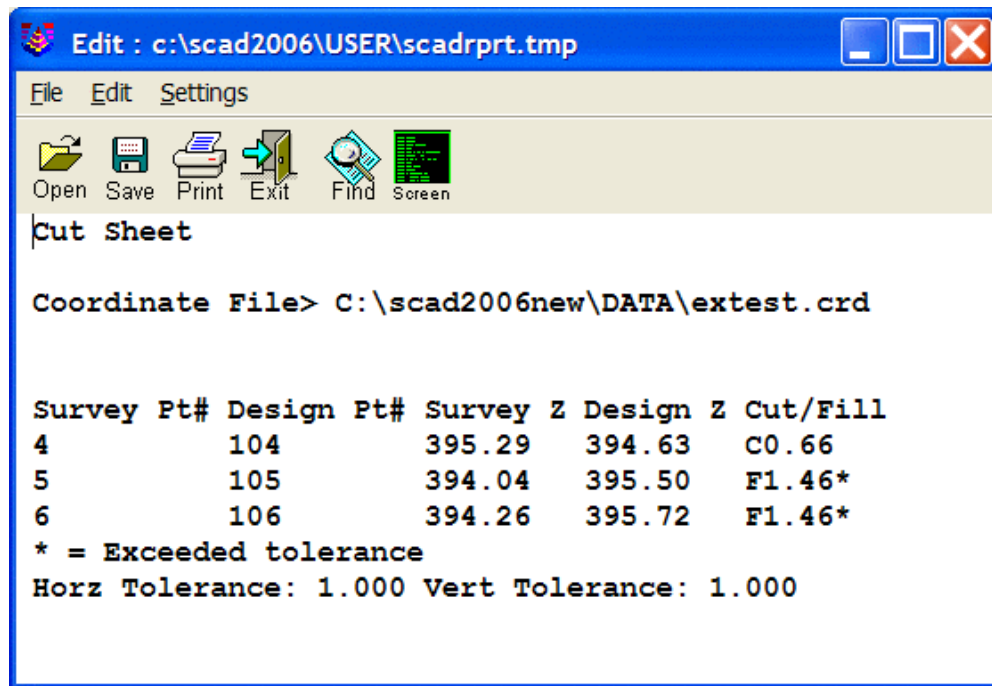 Edit : c:\scad2006\USER\scadrprt.tmp
File Edit Settings
Open Save Print Exit Find Screen
Cut Sheet
Coordinate File> C:\scad2006new\DATA\extest.crd
Survey Pt# Design Pt# Survey Z Design Z Cut/Fill
4 104 395.29 394.63 C0.66
5 105 394.04 395.50 F1.46*
6 106 394.26 395.72 F1.46*
* = Exceeded tolerance
Horz Tolerance: 1.000 Vert Tolerance: 1.000